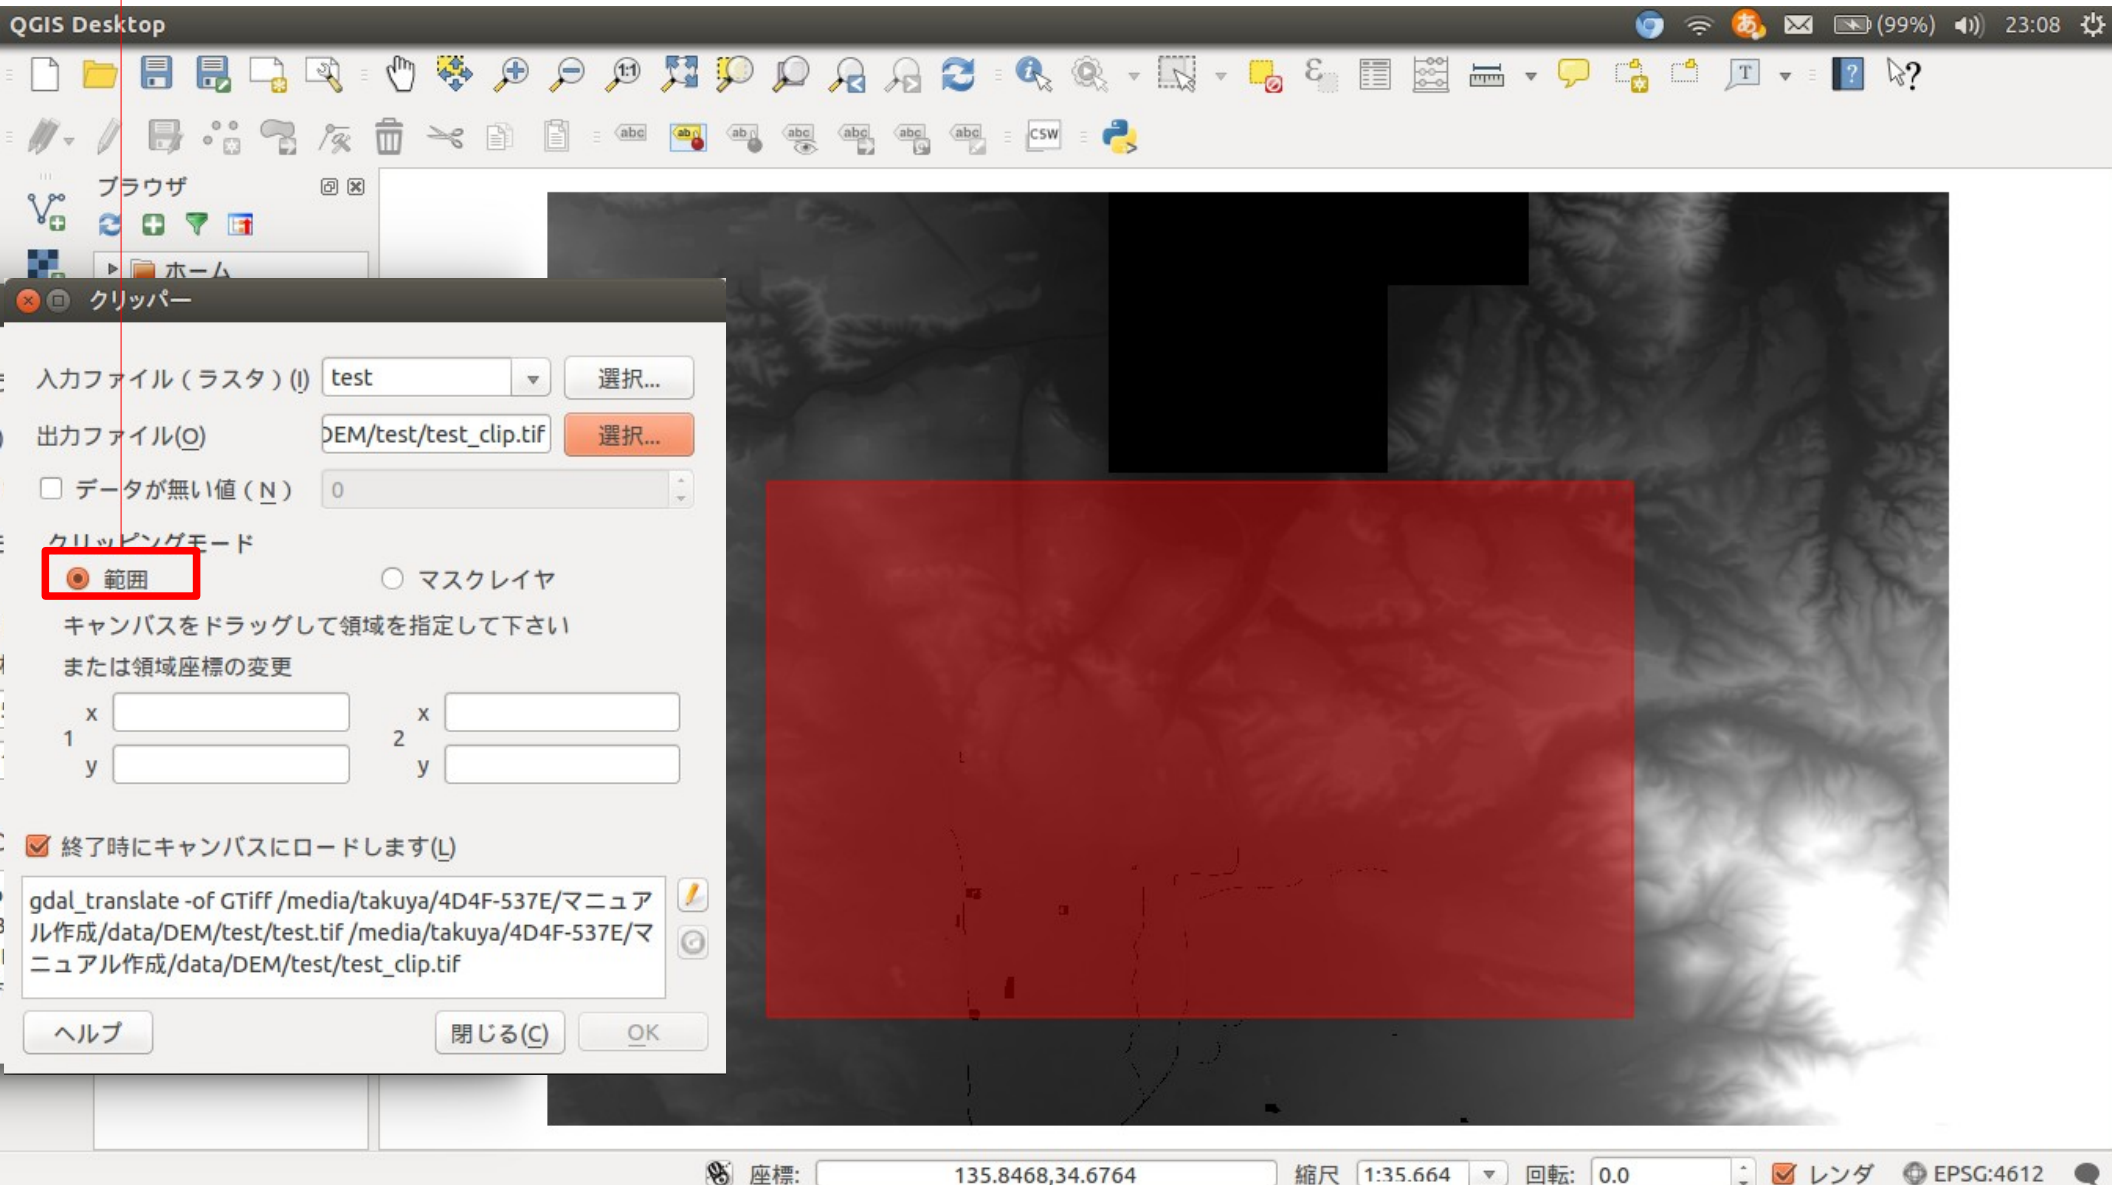 QGIS Desktop
(99%)
23:08
ブラウザ
ホーム
クリッパー
入力ファイル ( ラスタ ) (I)
test
選択...
出力ファイル(O)
DEM/test/test_clip.tif
選択...
データが無い値 ( N )
0
クリッピングモード
範囲
マスクレイヤ
キャンバスをドラッグして領域を指定して下さい
または領域座標の変更
1
x
y
2
x
y
終了時にキャンバスにロードします(L)
gdal_translate -of GTiff /media/takuya/4D4F-537E/マニュア
ル作成/data/DEM/test/test.tif /media/takuya/4D4F-537E/マ
ニュアル作成/data/DEM/test/test_clip.tif
ヘルプ
閉じる(C)
OK
座標:
135.8468,34.6764
縮尺
1:35.664
回転:
0.0
レンダ
EPSG:4612